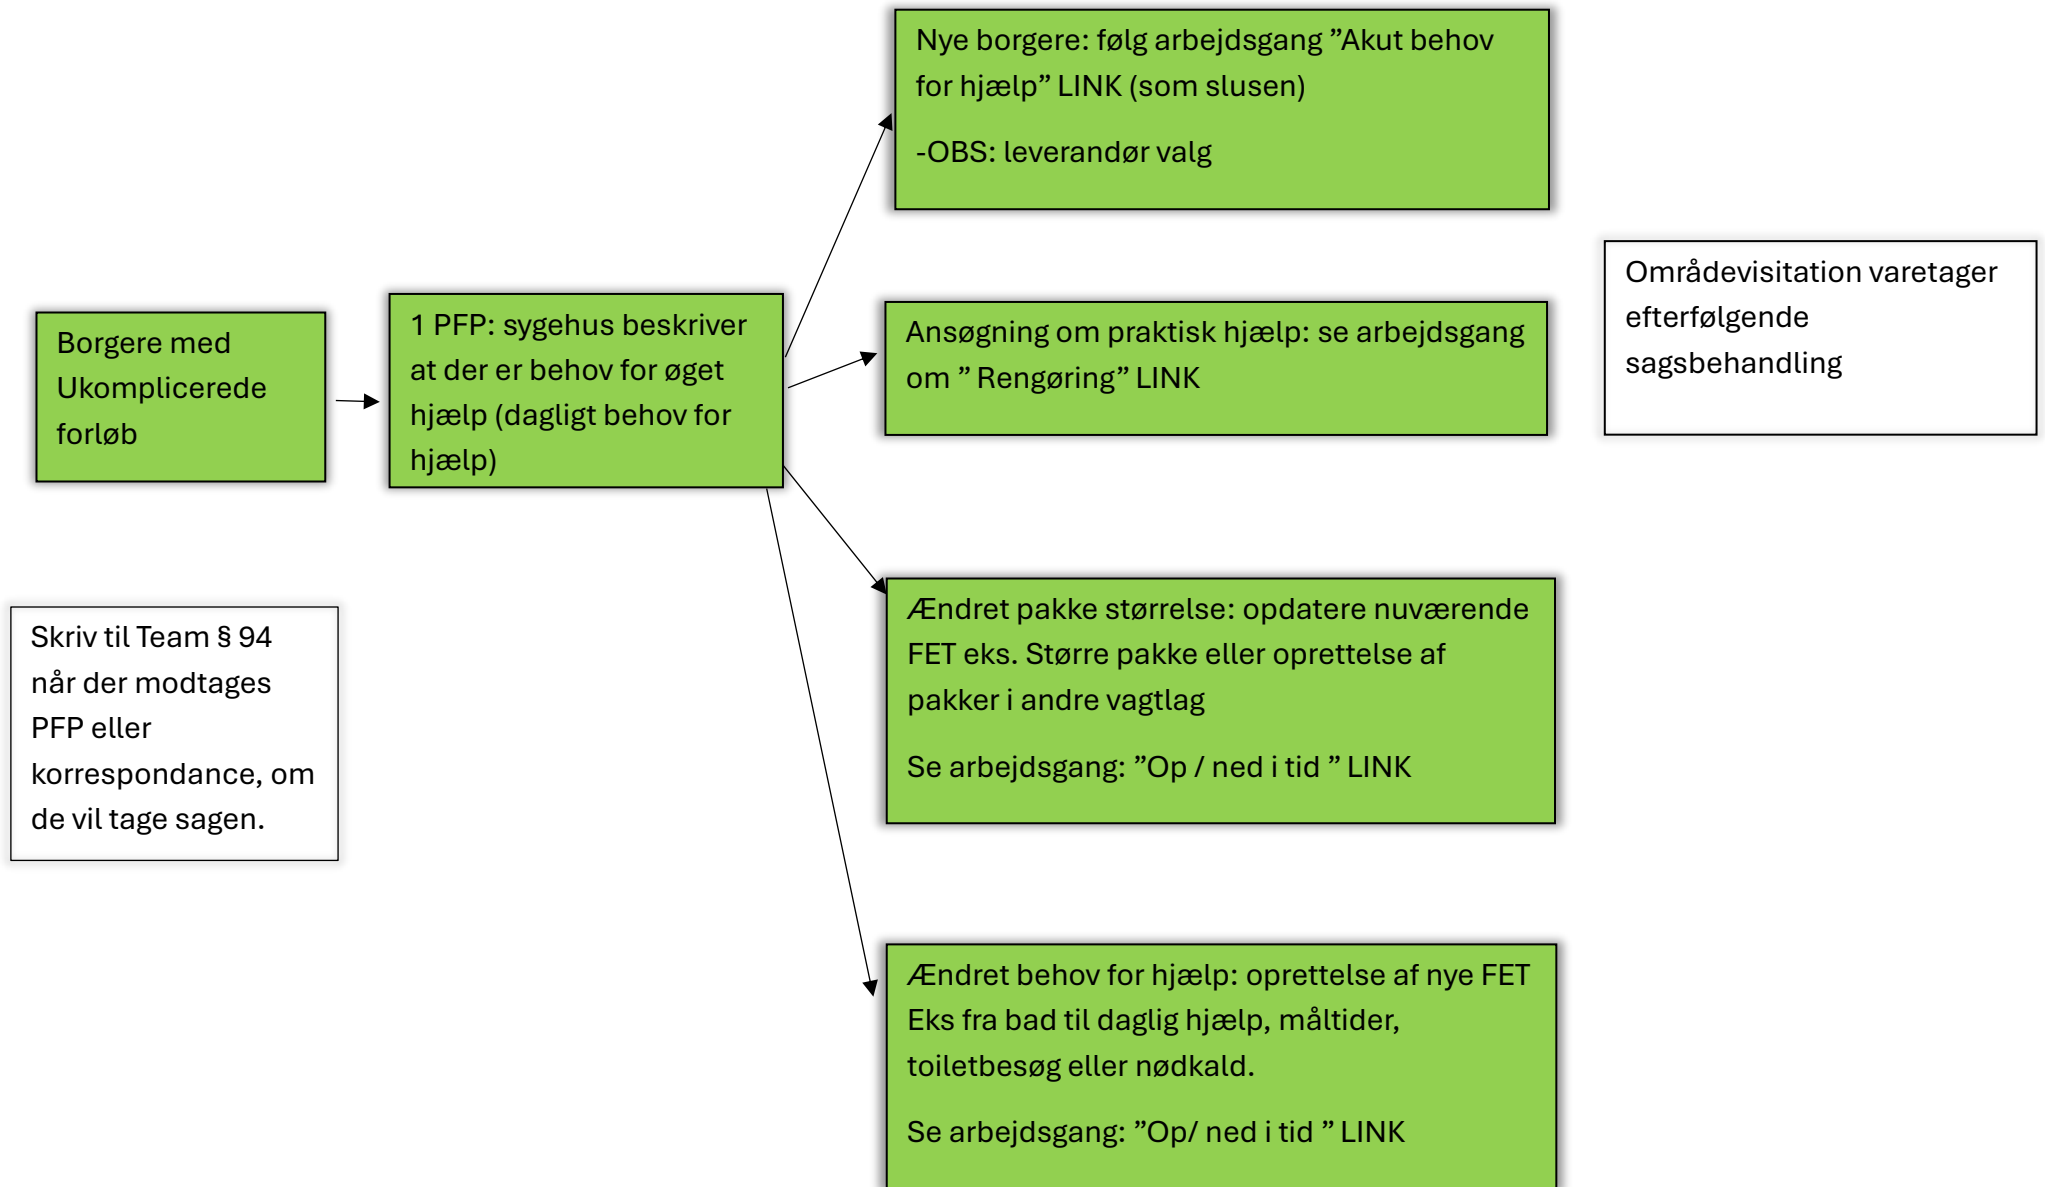 Nye borgere: følg arbejdsgang ”Akut behov
for hjælp” LINK (som slusen)
-OBS: leverandør valg
Områdevisitation varetager
efterfølgende
sagsbehandling
Borgere med
Ukomplicerede
forløb
1 PFP: sygehus beskriver
at der er behov for øget
hjælp (dagligt behov for
hjælp)
Ansøgning om praktisk hjælp: se arbejdsgang
om ” Rengøring” LINK
Skriv til Team § 94
når der modtages
PFP eller
korrespondance, om
de vil tage sagen.
Ændret pakke størrelse: opdatere nuværende
FET eks. Større pakke eller oprettelse af
pakker i andre vagtlag
Se arbejdsgang: ”Op / ned i tid ” LINK
Ændret behov for hjælp: oprettelse af nye FET
Eks fra bad til daglig hjælp, måltider,
toiletbesøg eller nødkald.
Se arbejdsgang: ”Op/ ned i tid ” LINK